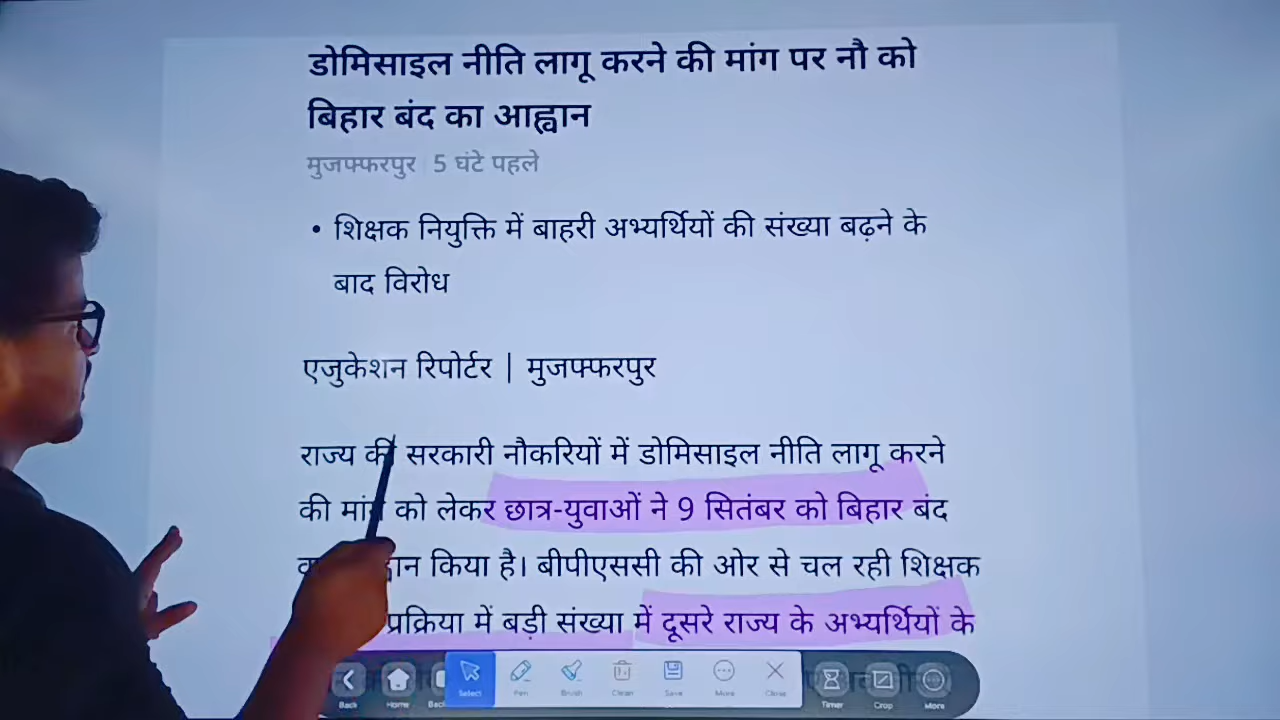 डोमिसाइल नीति लागू करने की मांग पर नौ को
बिहार बंद का आह्वान
मुजफ्फरपुर 5 घंटे पहले
• शिक्षक नियुक्ति में बाहरी अभ्यर्थियों की संख्या बढ़ने के
बाद विरोध
एजुकेशन रिपोर्टर | मुजफ्फरपुर
राज्य की सरकारी नौकरियों में डोमिसाइल नीति लागू करने
की मांग को लेकर छात्र-युवाओं ने 9 सितंबर को बिहार बंद
किया है। बीपीएससी की ओर से चल रही शिक्षक
प्रक्रिया में बड़ी संख्या में दूसरे राज्य के अभ्यर्थियों के
Back Home Select Pen Brush Clean Save More Close Timer Crop More